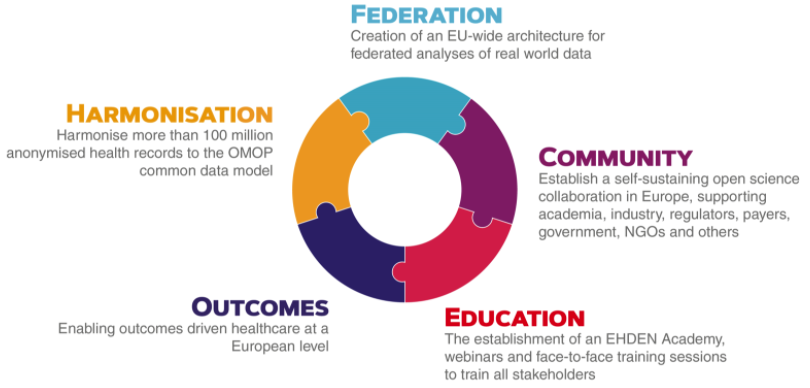 FEDERATION
Creation of an EU-wide architecture for
federated analyses of real world data
HARMONISATION
Harmonise more than 100 million
anonymised health records to the OMOP
common data model
COMMUNITY
Establish a self-sustaining open science
collaboration in Europe, supporting
academia, industry, regulators, payers,
government, NGOs and others
OUTCOMES
Enabling outcomes driven healthcare at a
European level
EDUCATION
The establishment of an EHDEN Academy,
webinars and face-to-face training sessions
to train all stakeholders